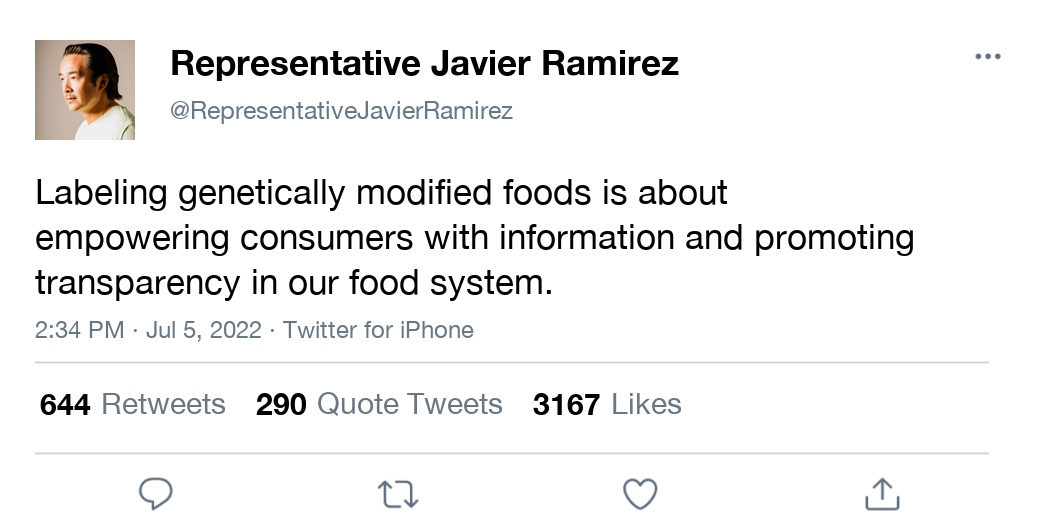 Representative Javier Ramirez
@RepresentativeJavierRamirez
Labeling genetically modified foods is about
empowering consumers with information and promoting
transparency in our food system.
2:34 PM · Jul 5, 2022 · Twitter for iPhone
644 Retweets 290 Quote Tweets 3167 Likes